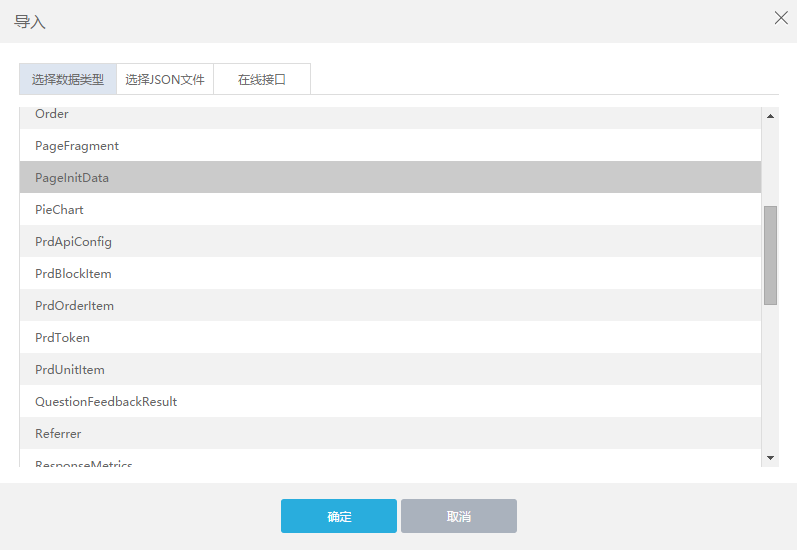 导入
选择数据类型 选择JSON文件 在线接口
Order
PageFragment
PageInitData
PieChart
PrdApiConfig
PrdBlockItem
PrdOrderItem
PrdToken
PrdUnitItem
QuestionFeedbackResult
Referrer
ResponseMetrics
确定 取消